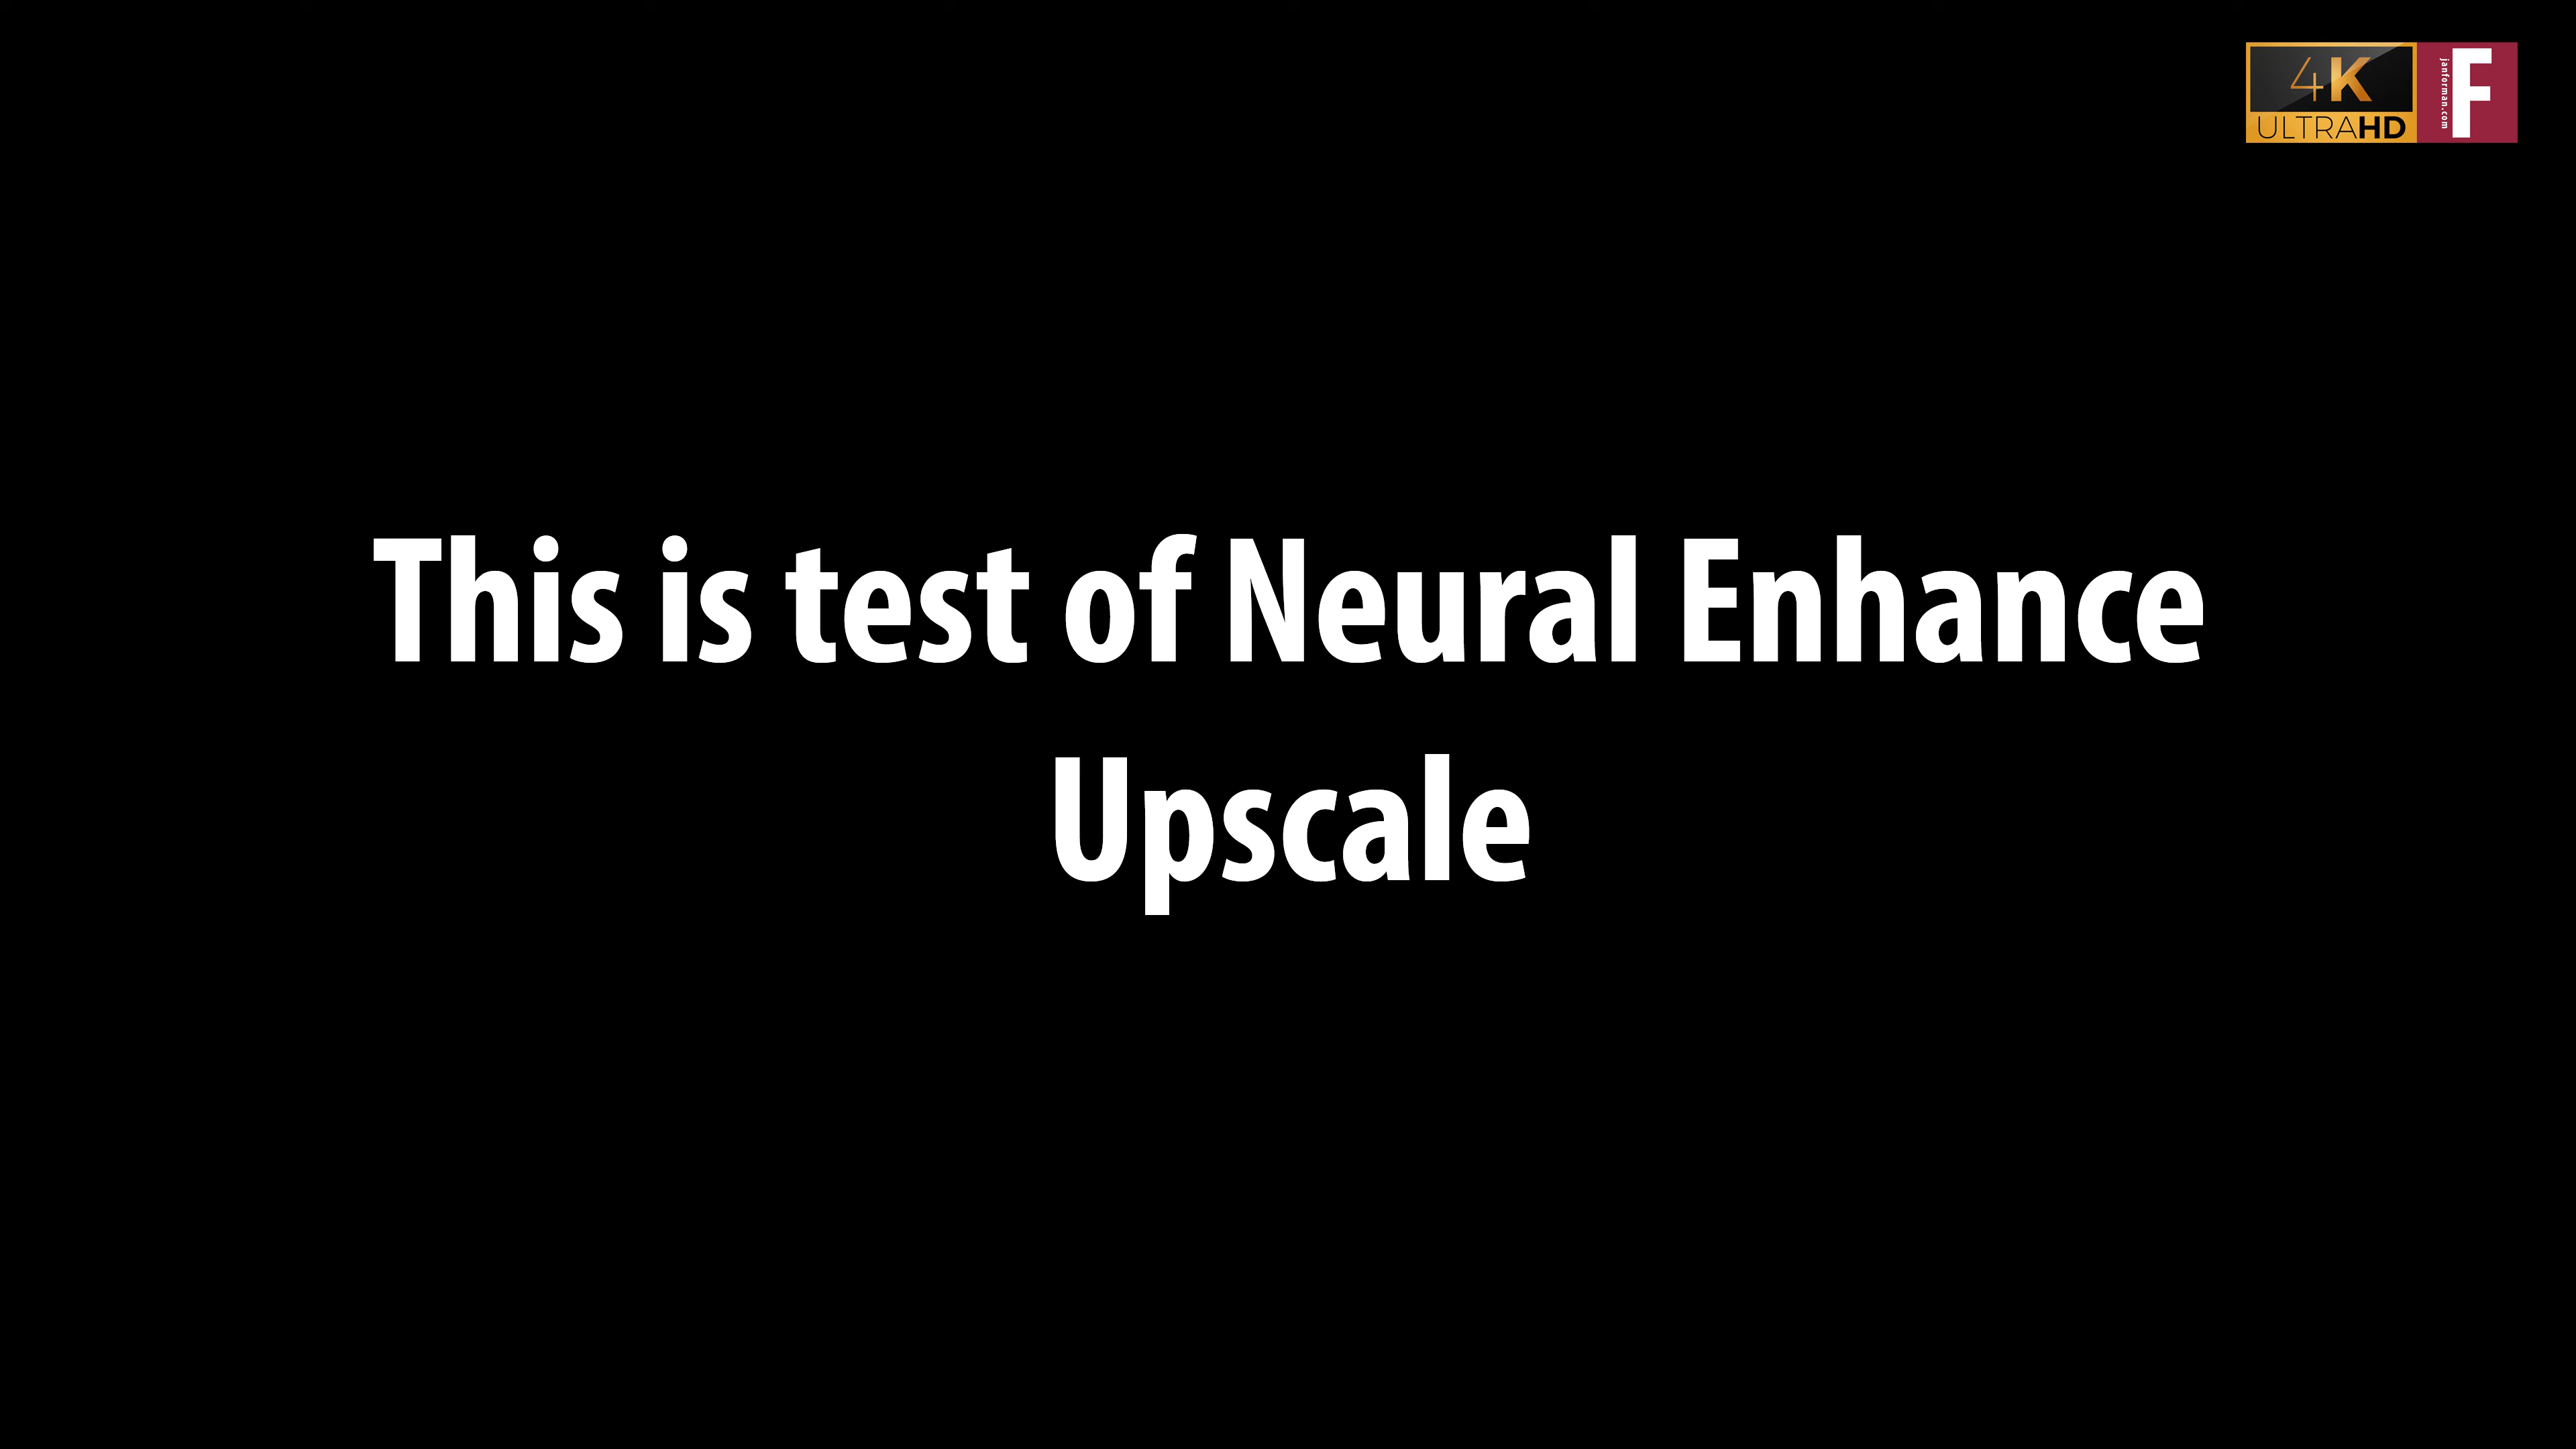 4K
ULTRAHD
janforman.com
F
This is test of Neural Enhance
Upscale